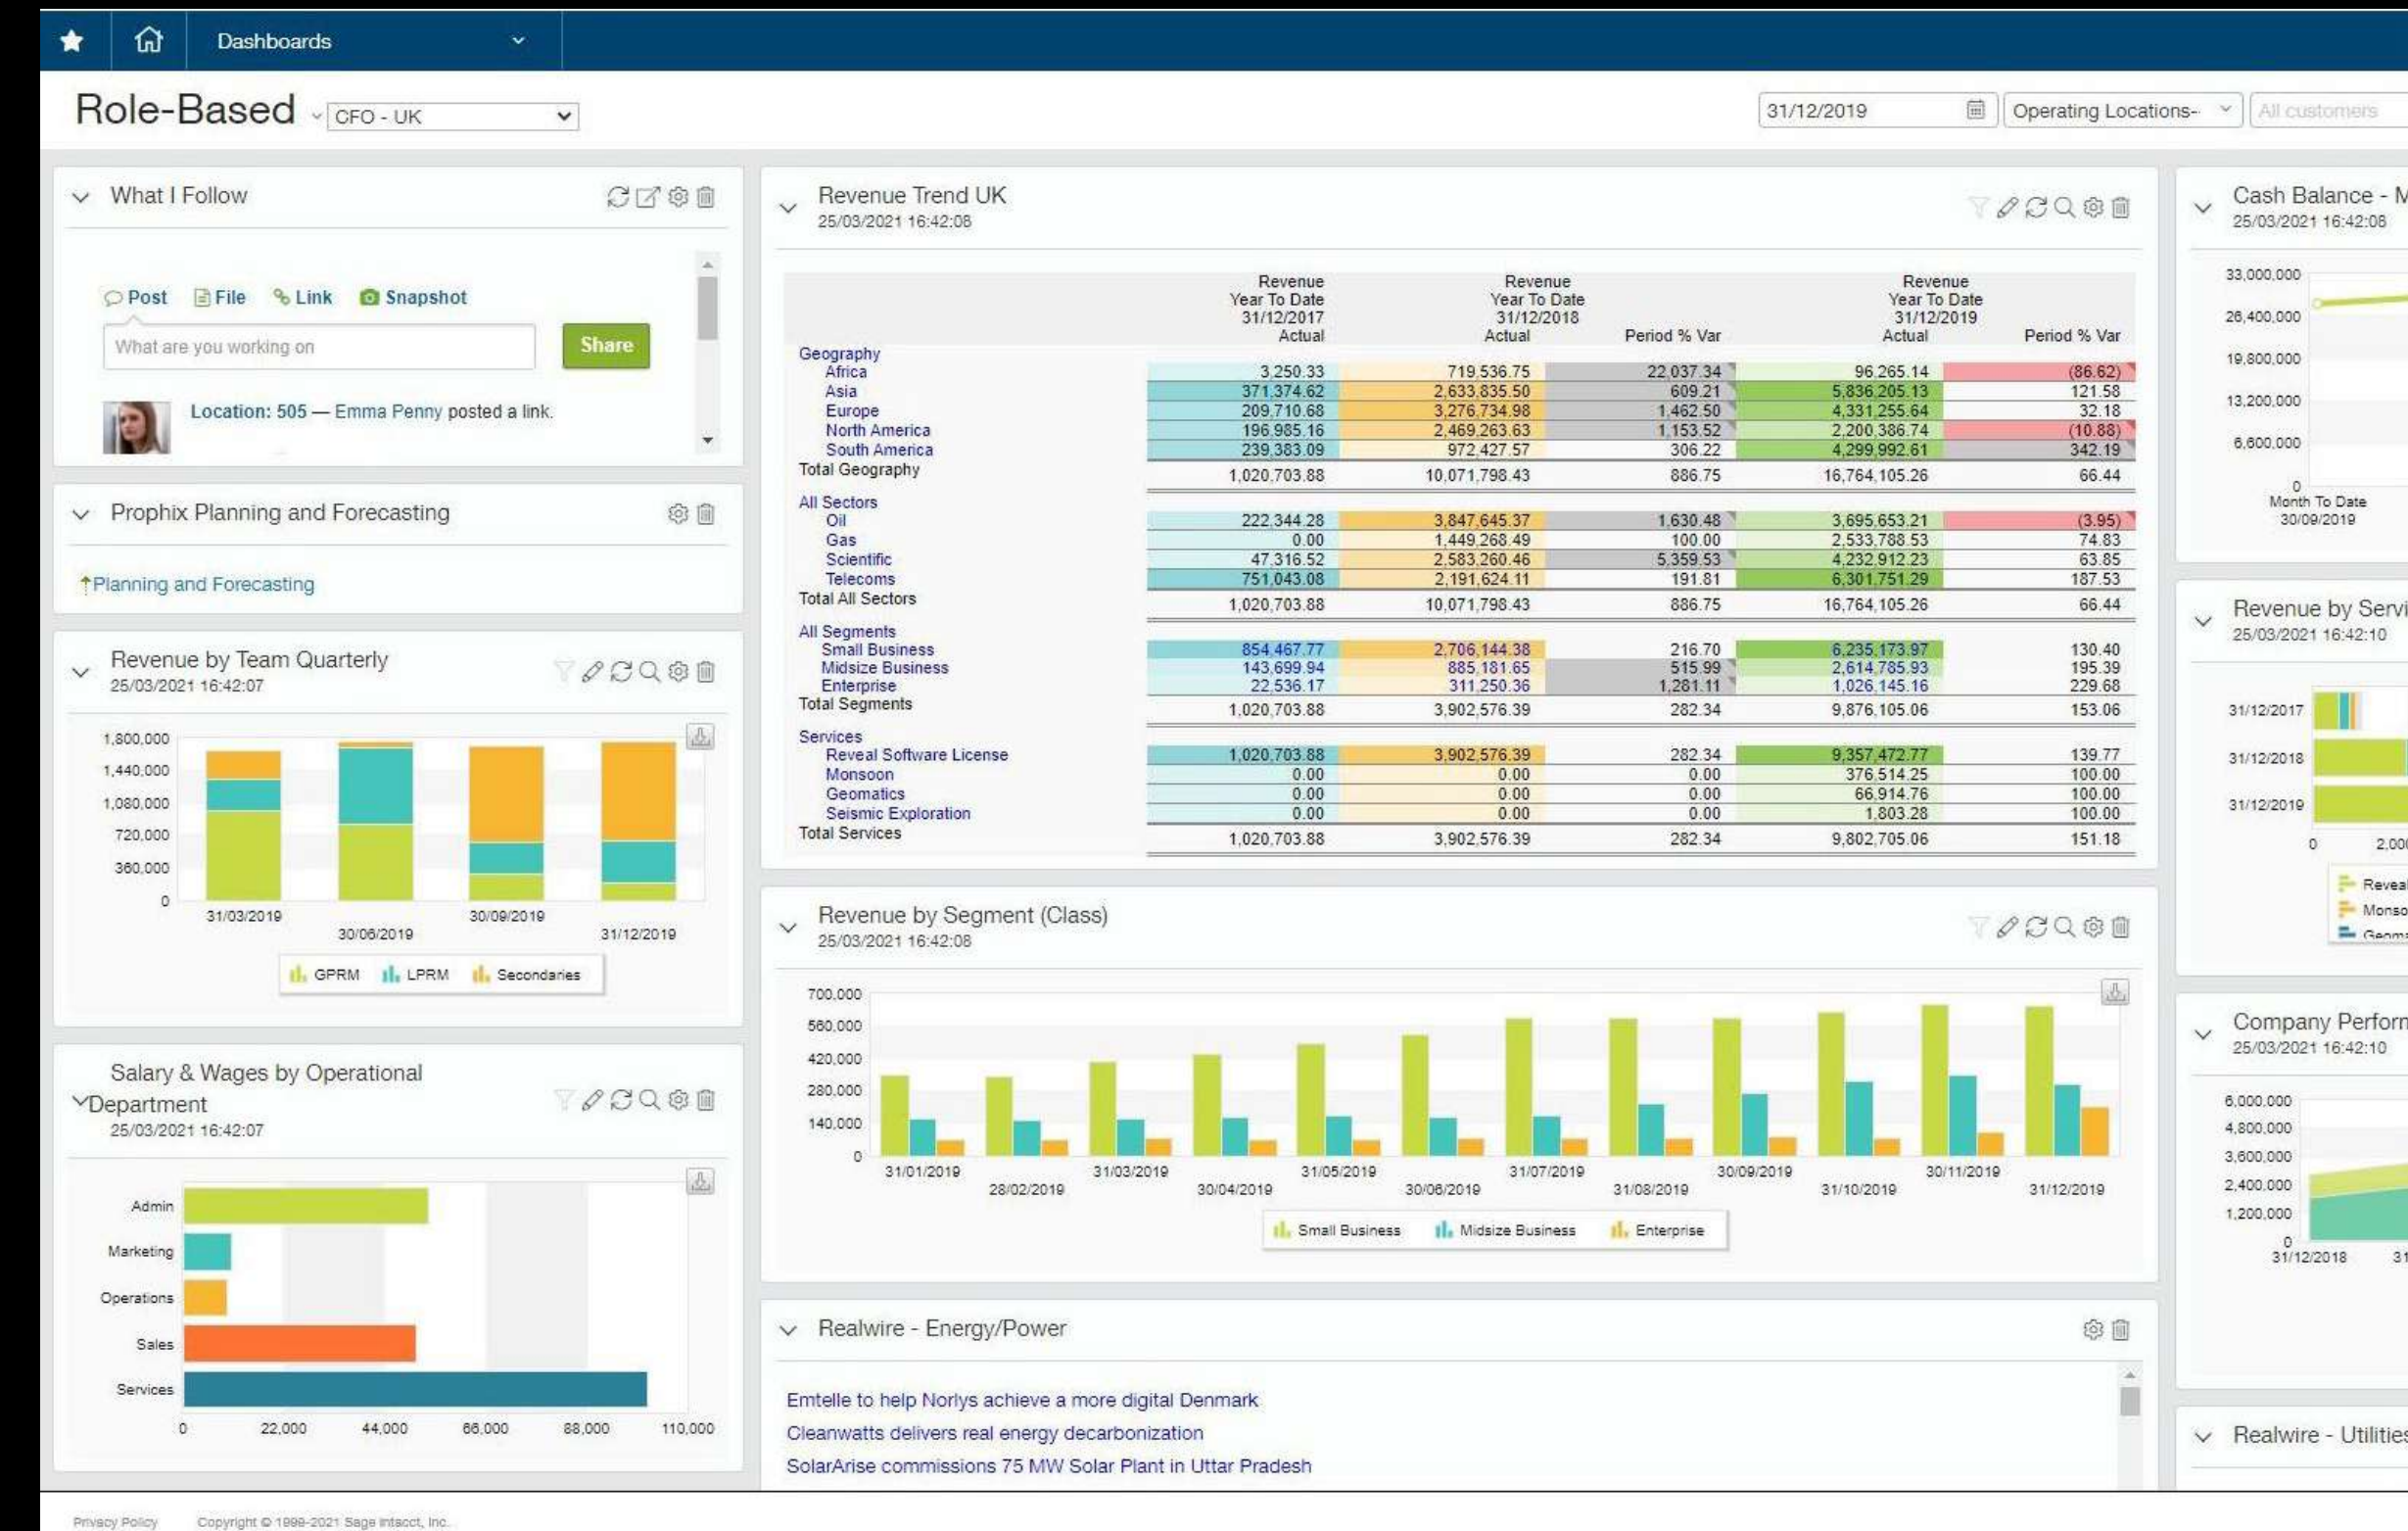 Dashboards
Role-Based CFO - UK
31/12/2019 Operating Locations- All customers
What I Follow
Post File Link Snapshot
What are you working on Share
Location: 505 — Emma Penny posted a link.
Prophix Planning and Forecasting
Planning and Forecasting
Revenue by Team Quarterly
25/03/2021 16:42:07
1,800,000
1,440,000
1,080,000
720,000
360,000
0
31/03/2019 30/06/2019 30/09/2019 31/12/2019
GPRM LPRM Secondaries
Salary & Wages by Operational
Department
25/03/2021 16:42:07
Admin
Marketing
Operations
Sales
Services
0 22,000 44,000 66,000 88,000 110,000
Revenue Trend UK
25/03/2021 16:42:08
Revenue Revenue Revenue
Year To Date Year To Date Year To Date
31/12/2017 31/12/2018 31/12/2019
Actual Actual Period % Var Actual Period % Var
Geography
Africa 3,250.33 719,536.75 22,037.34 96,265.14 (86.62)
Asia 371,374.62 2,633,835.50 609.21 5,836,205.13 121.58
Europe 209,710.68 3,276,734.98 1,462.50 4,331,255.64 32.18
North America 196,985.16 2,469,263.63 1,153.52 2,200,386.74 (10.88)
South America 239,383.09 972,427.57 306.22 4,299,992.61 342.19
Total Geography 1,020,703.88 10,071,798.43 886.75 16,764,105.26 66.44
All Sectors
Oil 222,344.28 3,847,645.37 1,630.48 3,695,653.21 (3.95)
Gas 0.00 1,449,268.49 100.00 2,533,788.53 74.83
Scientific 47,316.52 2,583,260.46 5,359.53 4,232,912.23 63.85
Telecoms 751,043.08 2,191,624.11 191.81 6,301,751.29 187.53
Total All Sectors 1,020,703.88 10,071,798.43 886.75 16,764,105.26 66.44
All Segments
Small Business 854,467.77 2,706,144.38 216.70 6,235,173.97 130.40
Midsize Business 143,699.94 885,181.65 515.99 2,614,785.93 195.39
Enterprise 22,536.17 311,250.36 1,281.11 1,026,145.16 229.68
Total Segments 1,020,703.88 3,902,576.39 282.34 9,876,105.06 153.06
Services
Reveal Software License 1,020,703.88 3,902,576.39 282.34 9,357,472.77 139.77
Monsoon 0.00 0.00 0.00 376,514.25 100.00
Geomatics 0.00 0.00 0.00 66,914.76 100.00
Seismic Exploration 0.00 0.00 0.00 1,803.28 100.00
Total Services 1,020,703.88 3,902,576.39 282.34 9,802,705.06 151.18
Revenue by Segment (Class)
25/03/2021 16:42:08
700,000
560,000
420,000
280,000
140,000
0
31/01/2019 28/02/2019 31/03/2019 30/04/2019 31/05/2019 30/06/2019 31/07/2019 31/08/2019 30/09/2019 31/10/2019 30/11/2019 31/12/2019
Small Business Midsize Business Enterprise
Realwire - Energy/Power
Emtelle to help Norlys achieve a more digital Denmark
Cleanwatts delivers real energy decarbonization
SolarArise commissions 75 MW Solar Plant in Uttar Pradesh
Cash Balance - M
25/03/2021 16:42:08
33,000,000
26,400,000
19,800,000
13,200,000
6,600,000
0
Month To Date
30/09/2019
Revenue by Servi
25/03/2021 16:42:10
31/12/2017
31/12/2018
31/12/2019
0 2,000
Reveal
Monso
Geoma
Company Perform
25/03/2021 16:42:10
6,000,000
4,800,000
3,600,000
2,400,000
1,200,000
0
31/12/2018 31
Realwire - Utilities
Privacy Policy Copyright © 1999-2021 Sage Intacct, Inc.